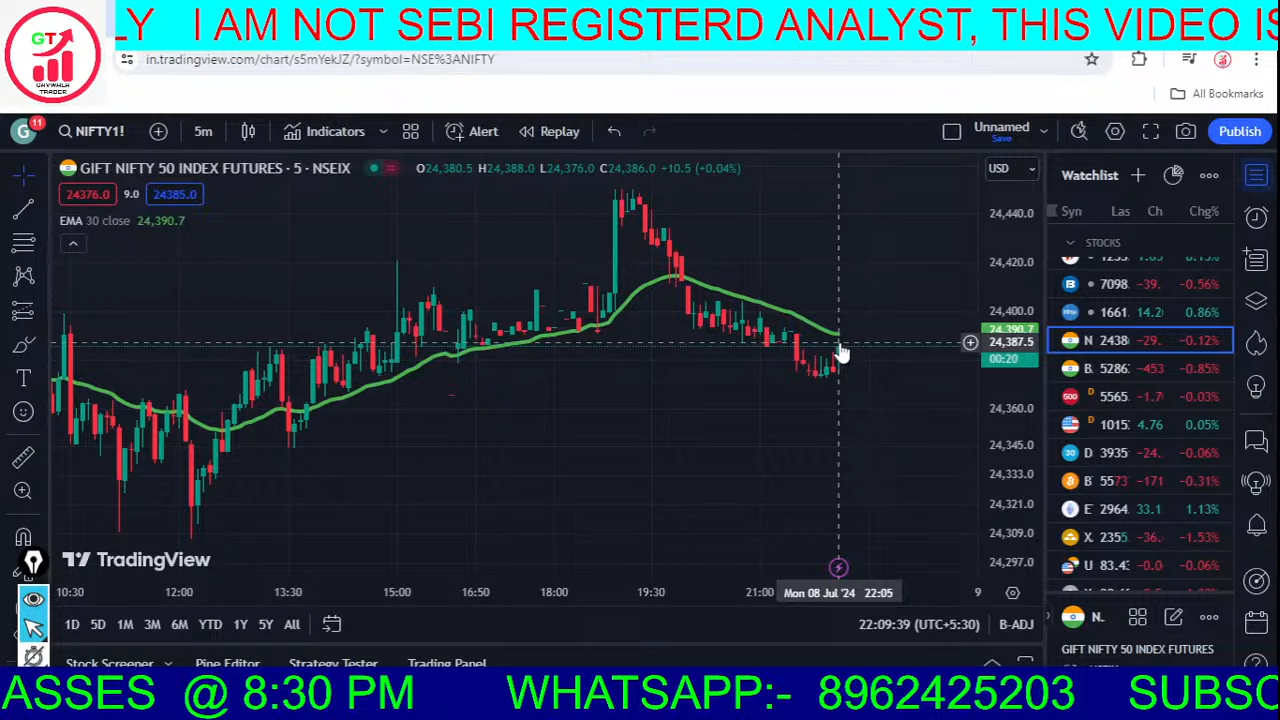 LY I AM NOT SEBI REGISTERD ANALYST, THIS VIDEO IS
GT
GAYWALA
TRADER
in.tradingview.com/chart/s5mYekJZ/?symbol=NSE%3ANIFTY
All Bookmarks
G 11 NIFTY1! 5m Indicators Alert Replay Unnamed Save Publish
GIFT NIFTY 50 INDEX FUTURES · 5 · NSEIX O24,380.5 H24,388.0 L24,376.0 C24,386.0 +10.5 (+0.04%) USD
24376.0 9.0 24385.0
EMA 30 close 24,390.7
24,440.0
24,420.0
24,400.0
24,390.7
24,387.5
00:20
24,360.0
24,345.0
24,333.0
24,321.0
24,309.0
24,297.0
Watchlist
Syn Las Ch Chg%
STOCKS
7098. -39. -0.56%
1661. 14.2 0.86%
N 2438 -29. -0.12%
B. 5286 -453 -0.85%
500 D 5565. -1.7 -0.03%
D 1015 4.76 0.05%
30 D 3935 -24. -0.06%
B 5573 -171 -0.31%
E 2964. 33.1 1.13%
X. 2355. -36. -1.53%
U 83.4 -0.0 -0.06%
TradingView
10:30 12:00 13:30 15:00 16:50 18:00 19:30 21:00 Mon 08 Jul '24 22:05 9
1D 5D 1M 3M 6M YTD 1Y 5Y All 22:09:39 (UTC+5:30) B-ADJ
N.
GIFT NIFTY 50 INDEX FUTURES
Stock Screener Pine Editor Strategy Tester Trading Panel
ASSES @ 8:30 PM WHATSAPP:- 8962425203 SUBSC